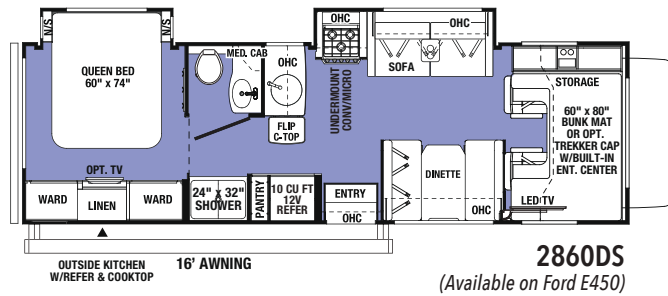 N/S
N/S
QUEEN BED
60" x 74"
MED. CAB
OHC
FLIP
C-TOP
OHC
UNDERMOUNT
CONV/MICRO
OHC
SOFA
STORAGE
60" x 80"
BUNK MAT
OR OPT.
TREKKER CAP
W/BUILT-IN
ENT. CENTER
LED TV
OPT. TV
WARD
LINEN
WARD
24" x 32"
SHOWER
PANTRY
10 CU FT
12V
REFER
ENTRY
OHC
DINETTE
OHC
OUTSIDE KITCHEN
W/REFER & COOKTOP
16' AWNING
2860DS
(Available on Ford E450)